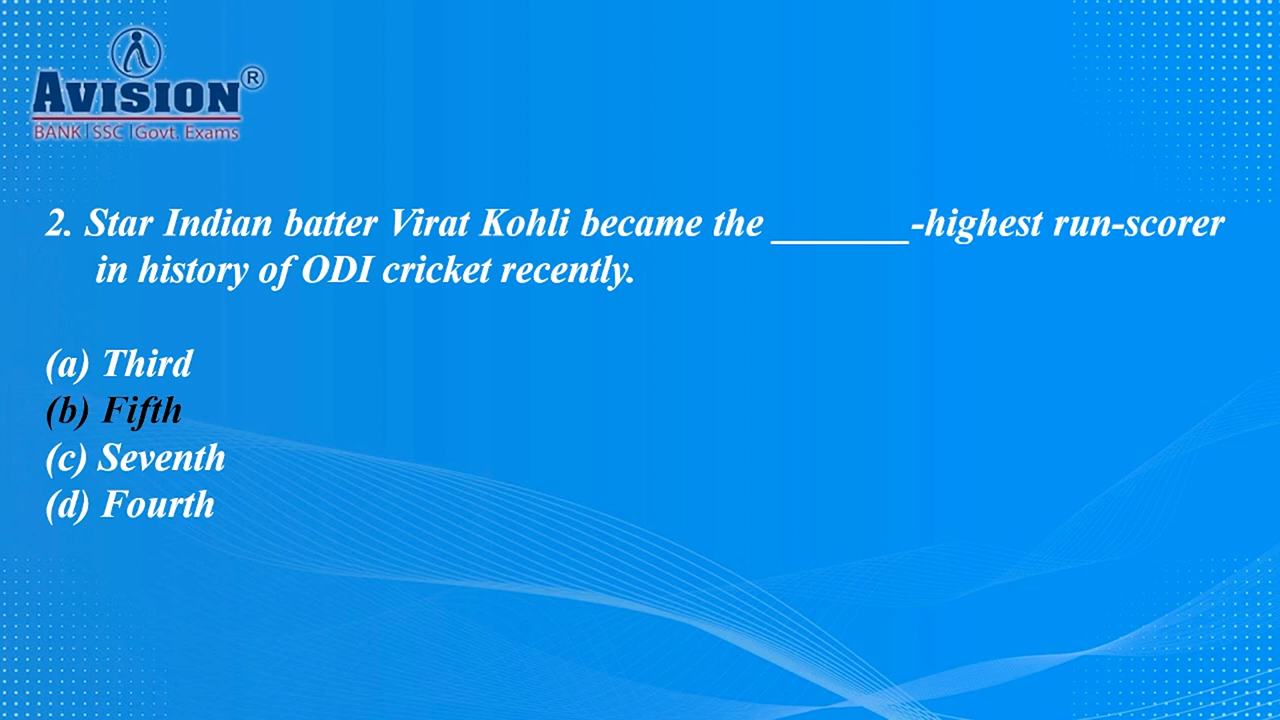 AVISION®
BANK | SSC | Govt. Exams
2. Star Indian batter Virat Kohli became the _______-highest run-scorer
in history of ODI cricket recently.
(a) Third
(b) Fifth
(c) Seventh
(d) Fourth